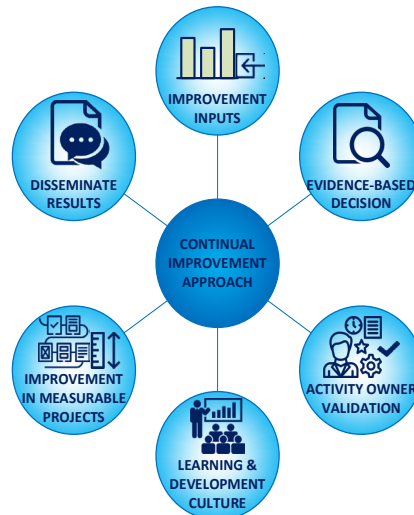 IMPROVEMENT
INPUTS
DISSEMINATE
RESULTS
EVIDENCE-BASED
DECISION
CONTINUAL
IMPROVEMENT
APPROACH
IMPROVEMENT
IN MEASURABLE
PROJECTS
ACTIVITY OWNER
VALIDATION
LEARNING &
DEVELOPMENT
CULTURE